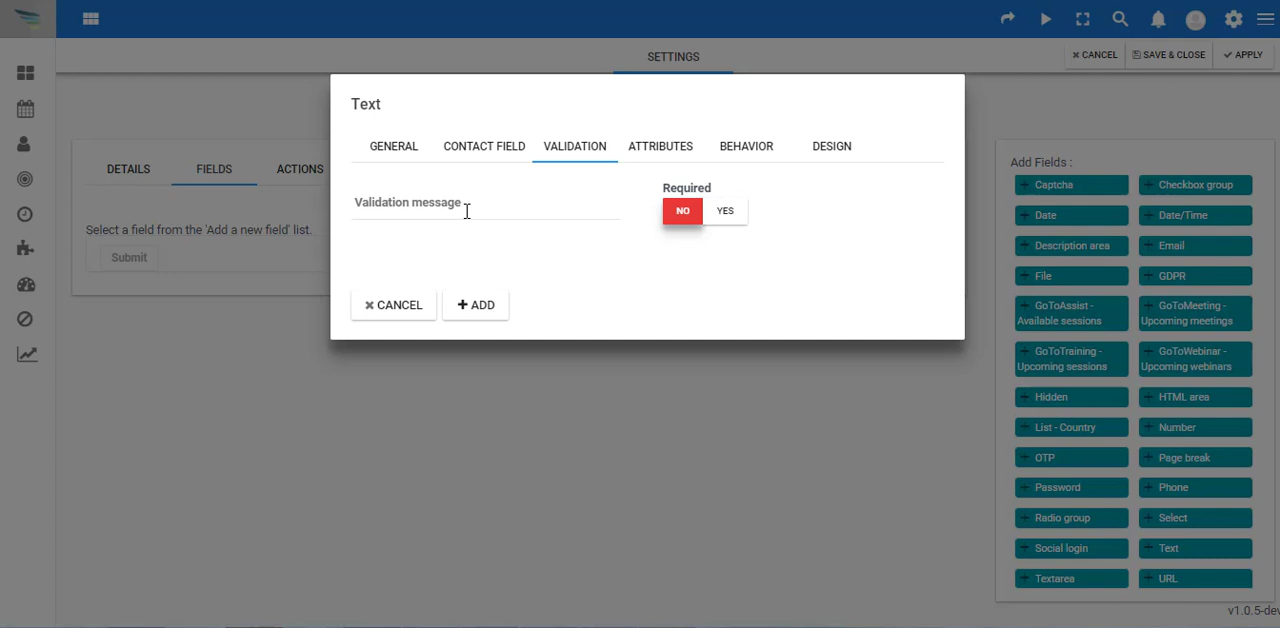 SETTINGS
CANCEL
SAVE & CLOSE
APPLY
DETAILS
FIELDS
ACTIONS
Select a field from the 'Add a new field' list.
Submit
Text
GENERAL
CONTACT FIELD
VALIDATION
ATTRIBUTES
BEHAVIOR
DESIGN
Validation message
Required
NO
YES
CANCEL
ADD
Add Fields :
Captcha
Checkbox group
Date
Date/Time
Description area
Email
File
GDPR
GoToAssist -
Available sessions
GoToMeeting -
Upcoming meetings
GoToTraining -
Upcoming sessions
GoToWebinar -
Upcoming webinars
Hidden
HTML area
List - Country
Number
OTP
Page break
Password
Phone
Radio group
Select
Social login
Text
Textarea
URL
v1.0.5-dev